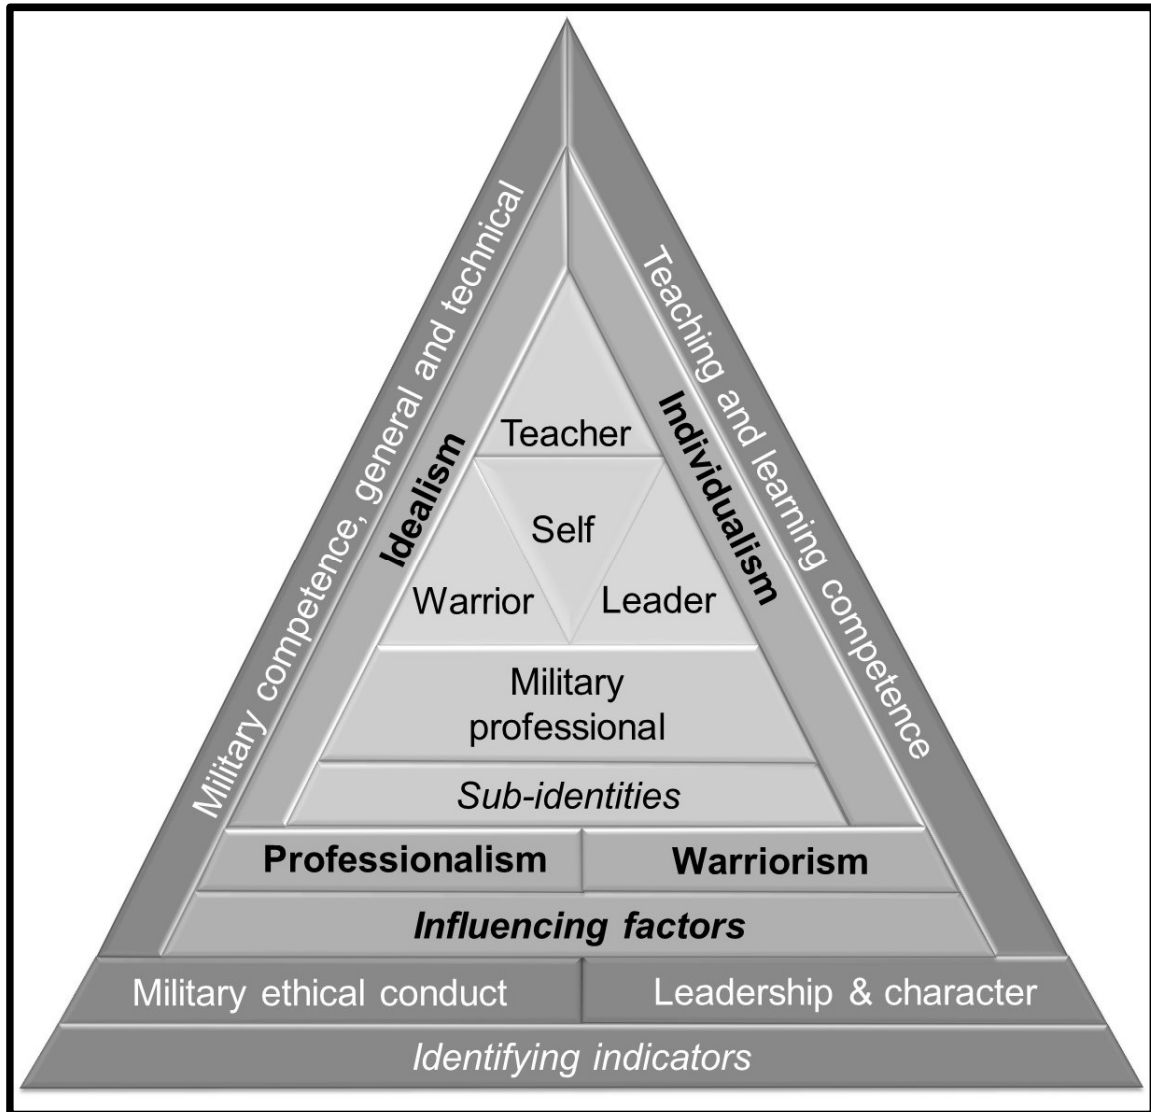 Military competence, general and technical
Teaching and learning competence
Idealism
Individualism
Teacher
Self
Warrior
Leader
Military
professional
Sub-identities
Professionalism
Warriorism
Influencing factors
Military ethical conduct
Leadership & character
Identifying indicators